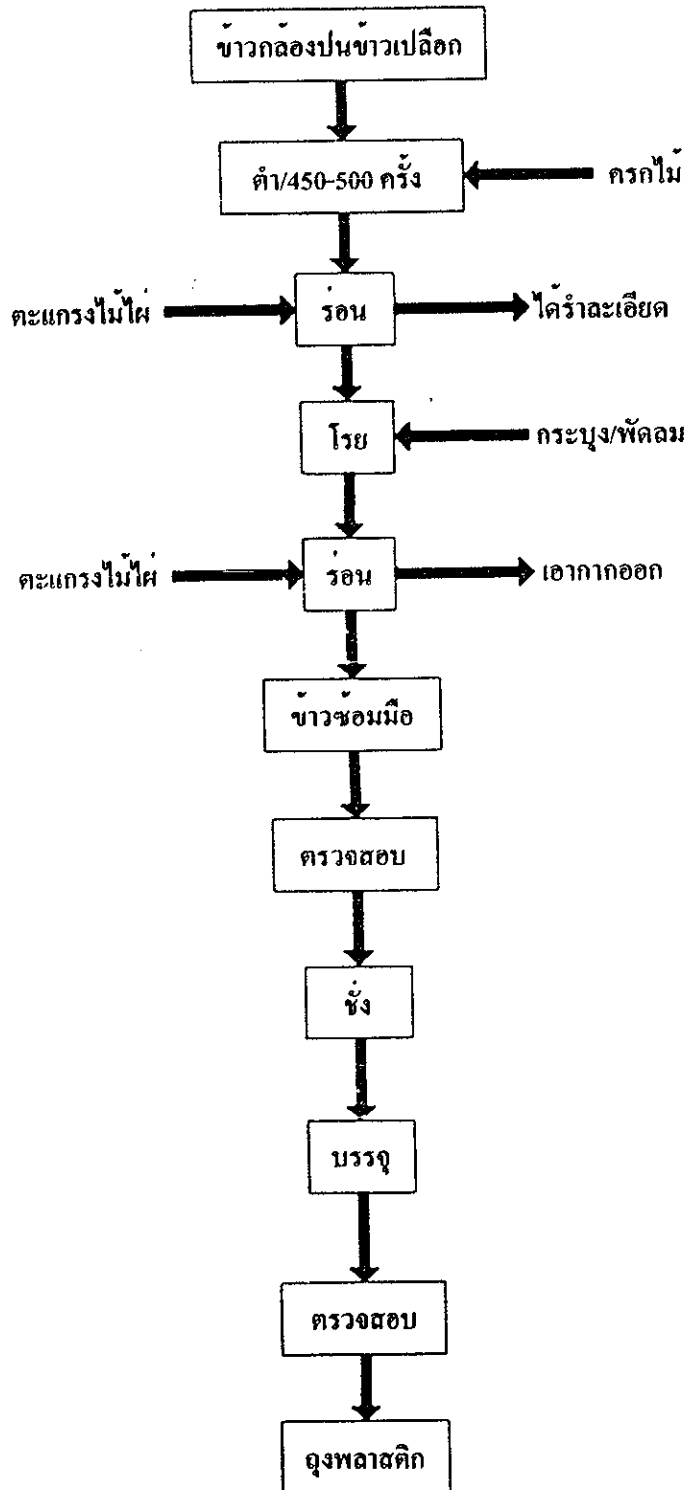 ข้าวกล้องปนข้าวเปลือก
ตำ/450-500 ครั้ง
ครกไม้
ตะแกรงไม้ไผ่
ร่อน
ได้รำละเอียด
โรย
กระบุง/พัดลม
ตะแกรงไม้ไผ่
ร่อน
เอากากออก
ข้าวซ้อมมือ
ตรวจสอบ
ชั่ง
บรรจุ
ตรวจสอบ
ถุงพลาสติก